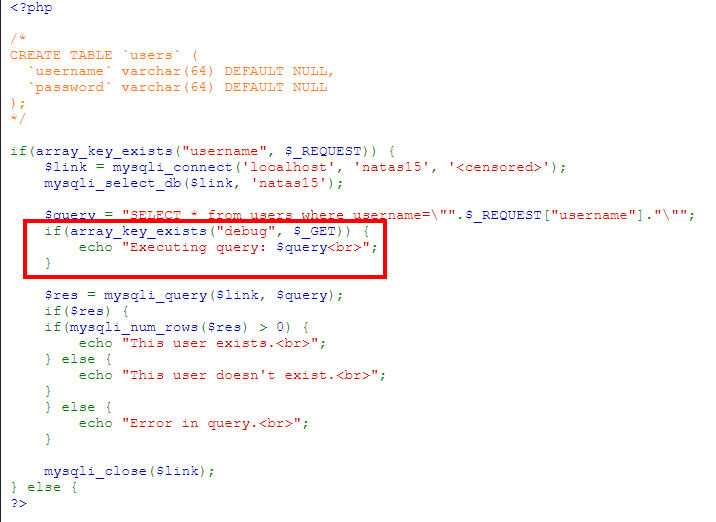 <?php
/*
CREATE TABLE `users` (
  `username` varchar(64) DEFAULT NULL,
  `password` varchar(64) DEFAULT NULL
);
*/
if(array_key_exists("username", $_REQUEST)) {
    $link = mysqli_connect('localhost', 'natas15', '<censored>');
    mysqli_select_db($link, 'natas15');
    $query = "SELECT * from users where username=\"".$_REQUEST["username"]."\"";
    if(array_key_exists("debug", $_GET)) {
        echo "Executing query: $query<br>";
    }
    $res = mysqli_query($link, $query);
    if($res) {
    if(mysqli_num_rows($res) > 0) {
        echo "This user exists.<br>";
    } else {
        echo "This user doesn't exist.<br>";
    }
    } else {
        echo "Error in query.<br>";
    }
    mysqli_close($link);
} else {
?>